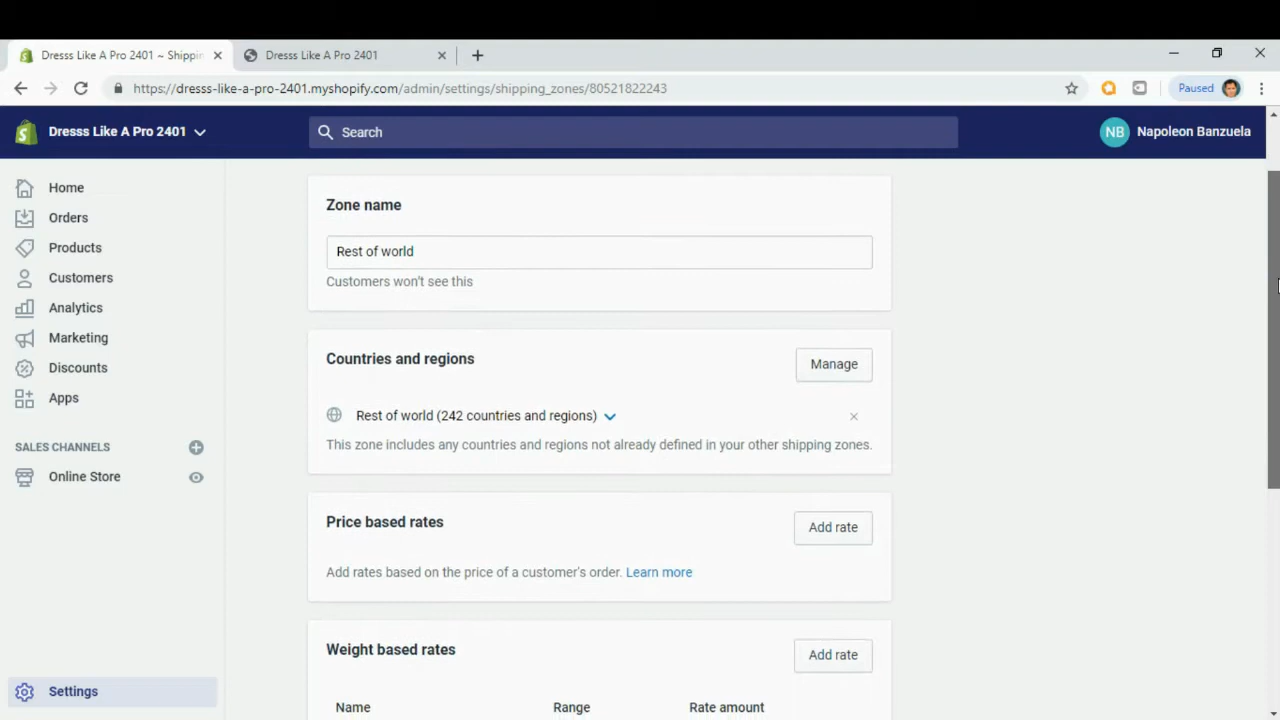 Dresss Like A Pro 2401 ~ Shippin
Dresss Like A Pro 2401
https://dresss-like-a-pro-2401.myshopify.com/admin/settings/shipping_zones/80521822243
Paused
Dresss Like A Pro 2401
Search
NB
Napoleon Banzuela
Home
Orders
Products
Customers
Analytics
Marketing
Discounts
Apps
SALES CHANNELS
Online Store
Settings
Zone name
Rest of world
Customers won't see this
Countries and regions
Manage
Rest of world (242 countries and regions)
This zone includes any countries and regions not already defined in your other shipping zones.
Price based rates
Add rate
Add rates based on the price of a customer's order. Learn more
Weight based rates
Add rate
Name Range Rate amount